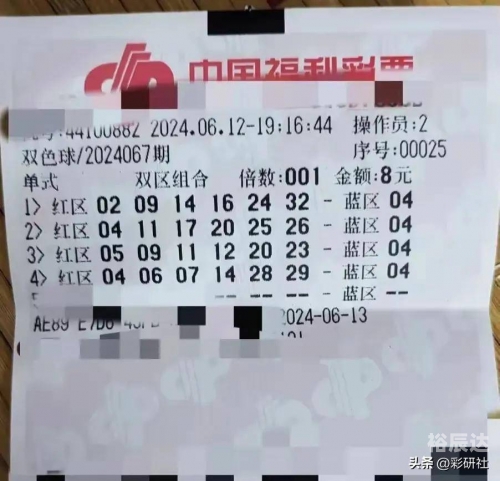 中国福利彩票
44100882 2024.06.12-19:16:44 操作员:2
双色球/2024067期 序号:00025
单式 双区组合 倍数:001 金额:8元
1> 红区 02 09 14 16 24 32 - 蓝区 04
2> 红区 04 11 17 20 25 26 - 蓝区 04
3> 红区 05 09 11 12 20 23 - 蓝区 04
4> 红区 04 06 07 14 28 29 - 蓝区 04
-- -- -- -- - 蓝区 --
AE89 2024-06-13
裕辰达
头条 @彩研社